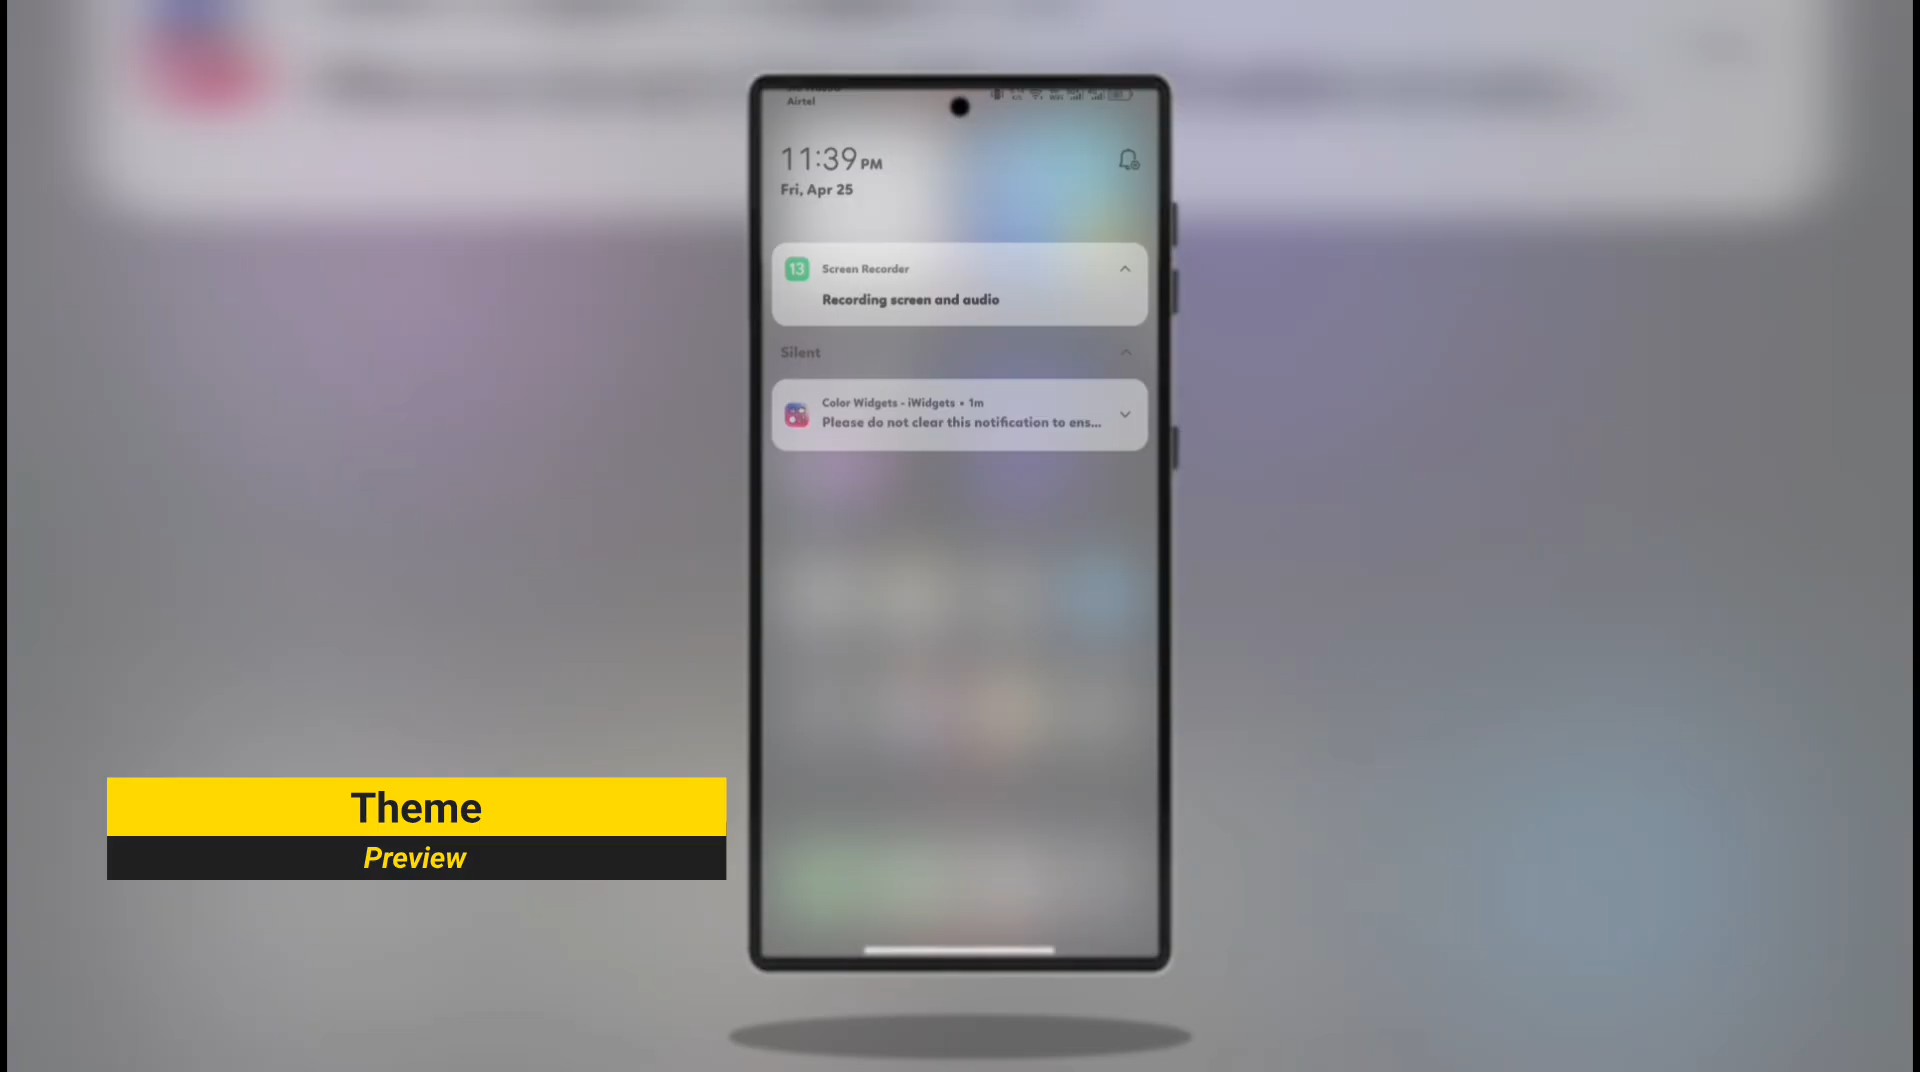 Airtel
11:39 PM
Fri, Apr 25
13
Screen Recorder
Recording screen and audio
Silent
Color Widgets - iWidgets • 1m
Please do not clear this notification to ens...
Theme
Preview